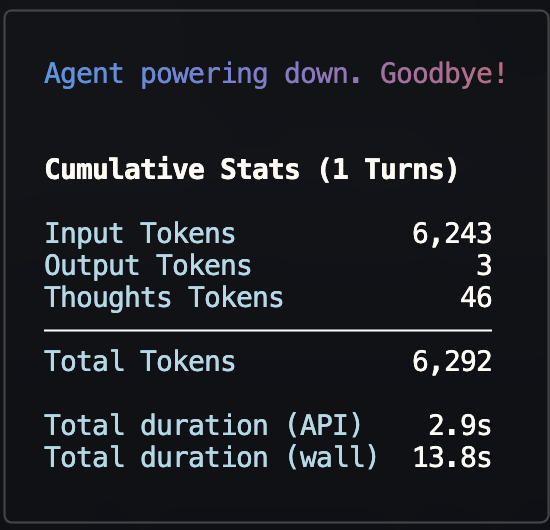 Agent powering down. Goodbye!
Cumulative Stats (1 Turns)
Input Tokens 6,243
Output Tokens 3
Thoughts Tokens 46
Total Tokens 6,292
Total duration (API) 2.9s
Total duration (wall) 13.8s